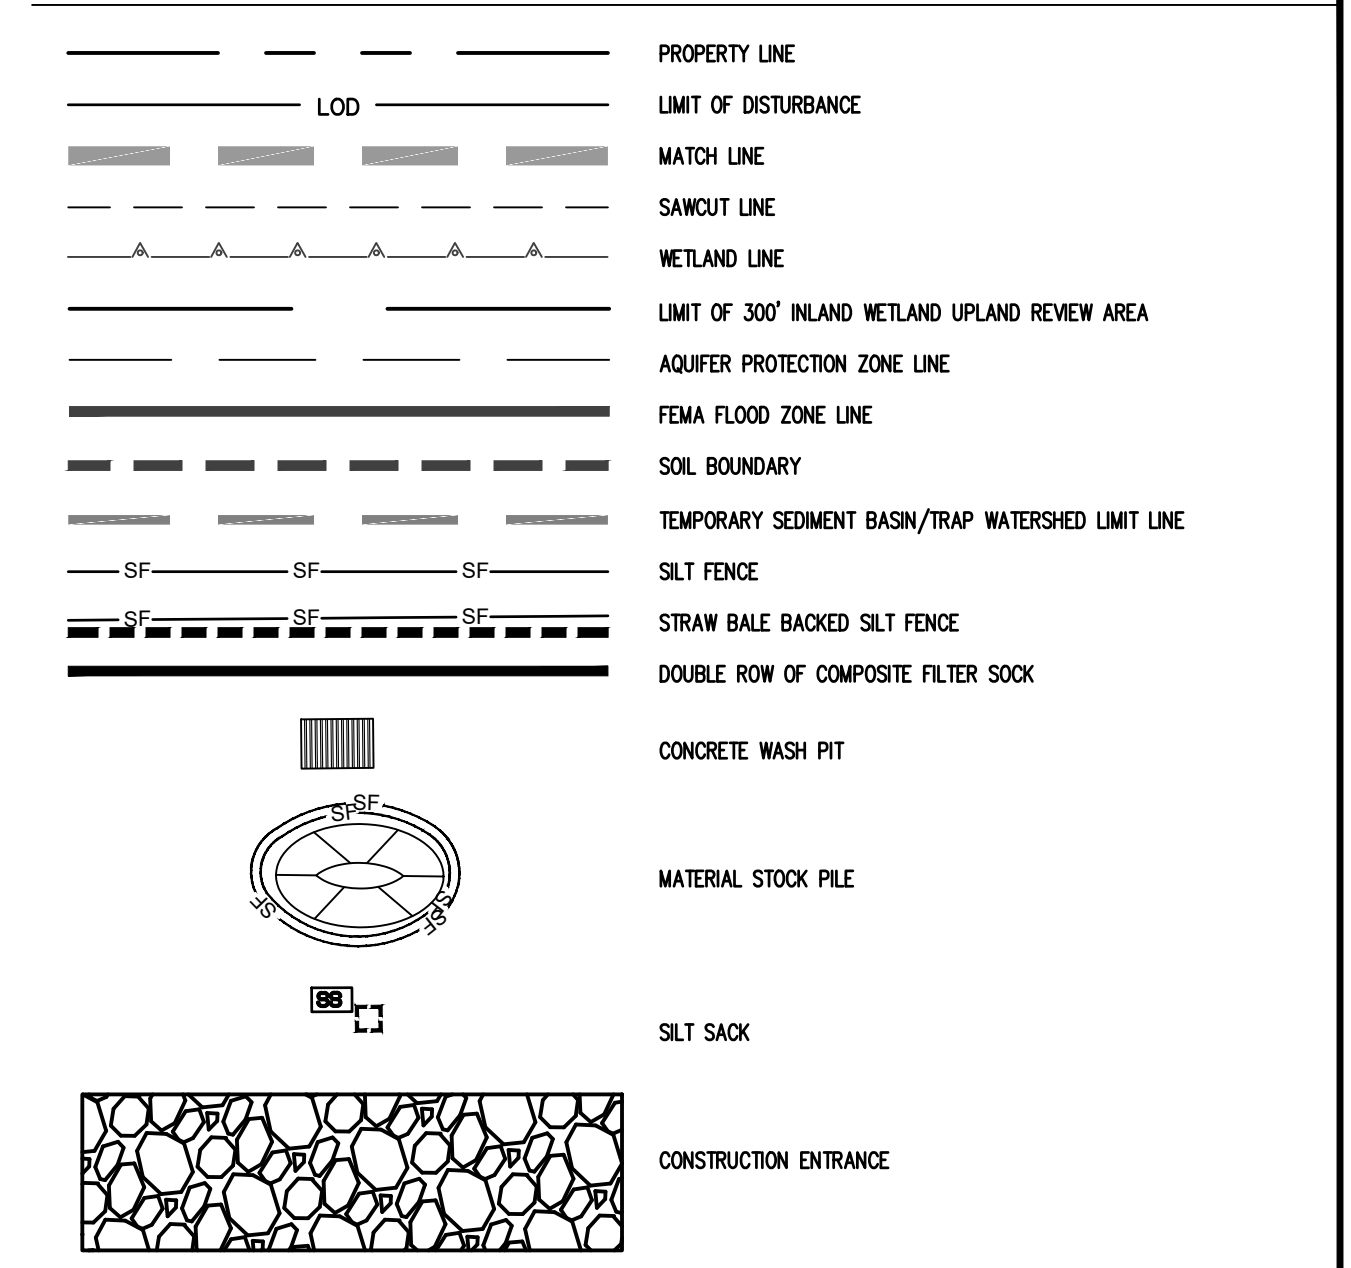 PROPERTY LINE
LOD LIMIT OF DISTURBANCE
MATCH LINE
SAWCUT LINE
WETLAND LINE
LIMIT OF 300' INLAND WETLAND UPLAND REVIEW AREA
AQUIFER PROTECTION ZONE LINE
FEMA FLOOD ZONE LINE
SOIL BOUNDARY
TEMPORARY SEDIMENT BASIN/TRAP WATERSHED LIMIT LINE
SF SF SF SILT FENCE
SF SF SF STRAW BALE BACKED SILT FENCE
DOUBLE ROW OF COMPOSITE FILTER SOCK
CONCRETE WASH PIT
SF SF
MATERIAL STOCK PILE
SF SF SF
SS
SILT SACK
CONSTRUCTION ENTRANCE